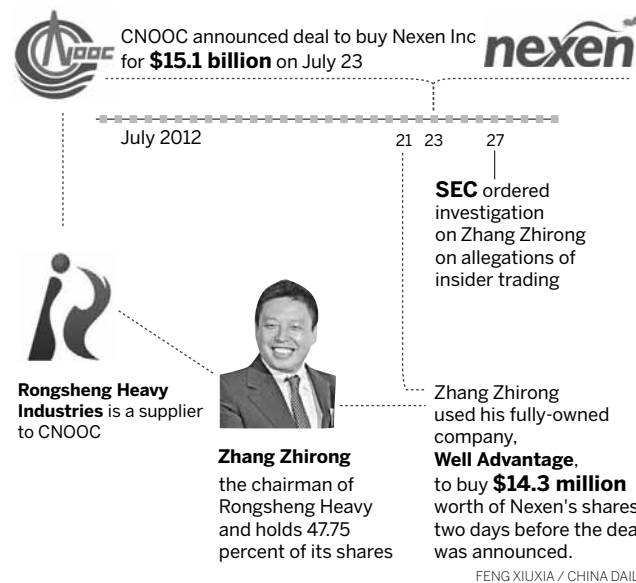 NOOC
CNOOC announced deal to buy Nexen Inc
for $15.1 billion on July 23
nexen
July 2012
21 23 27
SEC ordered
investigation
on Zhang Zhirong
on allegations of
insider trading
Rongsheng Heavy
Industries is a supplier
to CNOOC
Zhang Zhirong
the chairman of
Rongsheng Heavy
and holds 47.75
percent of its shares
Zhang Zhirong
used his fully-owned
company,
Well Advantage,
to buy $14.3 million
worth of Nexen's shares
two days before the dea
was announced.
FENG XIUXIA / CHINA DAIL